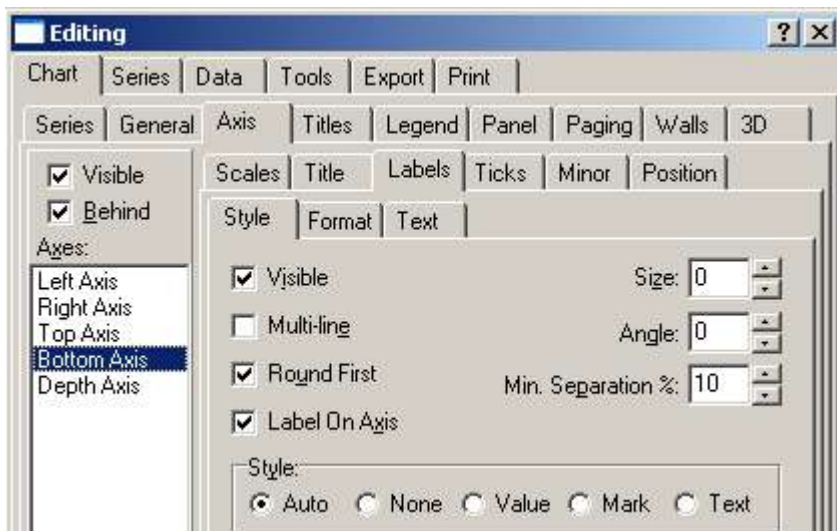 Editing
Chart Series Data Tools Export Print
Series General Axis Titles Legend Panel Paging Walls 3D
Visible
Behind
Axes:
Left Axis
Right Axis
Top Axis
Bottom Axis
Depth Axis
Scales Title Labels Ticks Minor Position
Style Format Text
Visible
Size: 0
Multi-line
Angle: 0
Round First
Min. Separation %: 10
Label On Axis
Style:
Auto None Value Mark Text